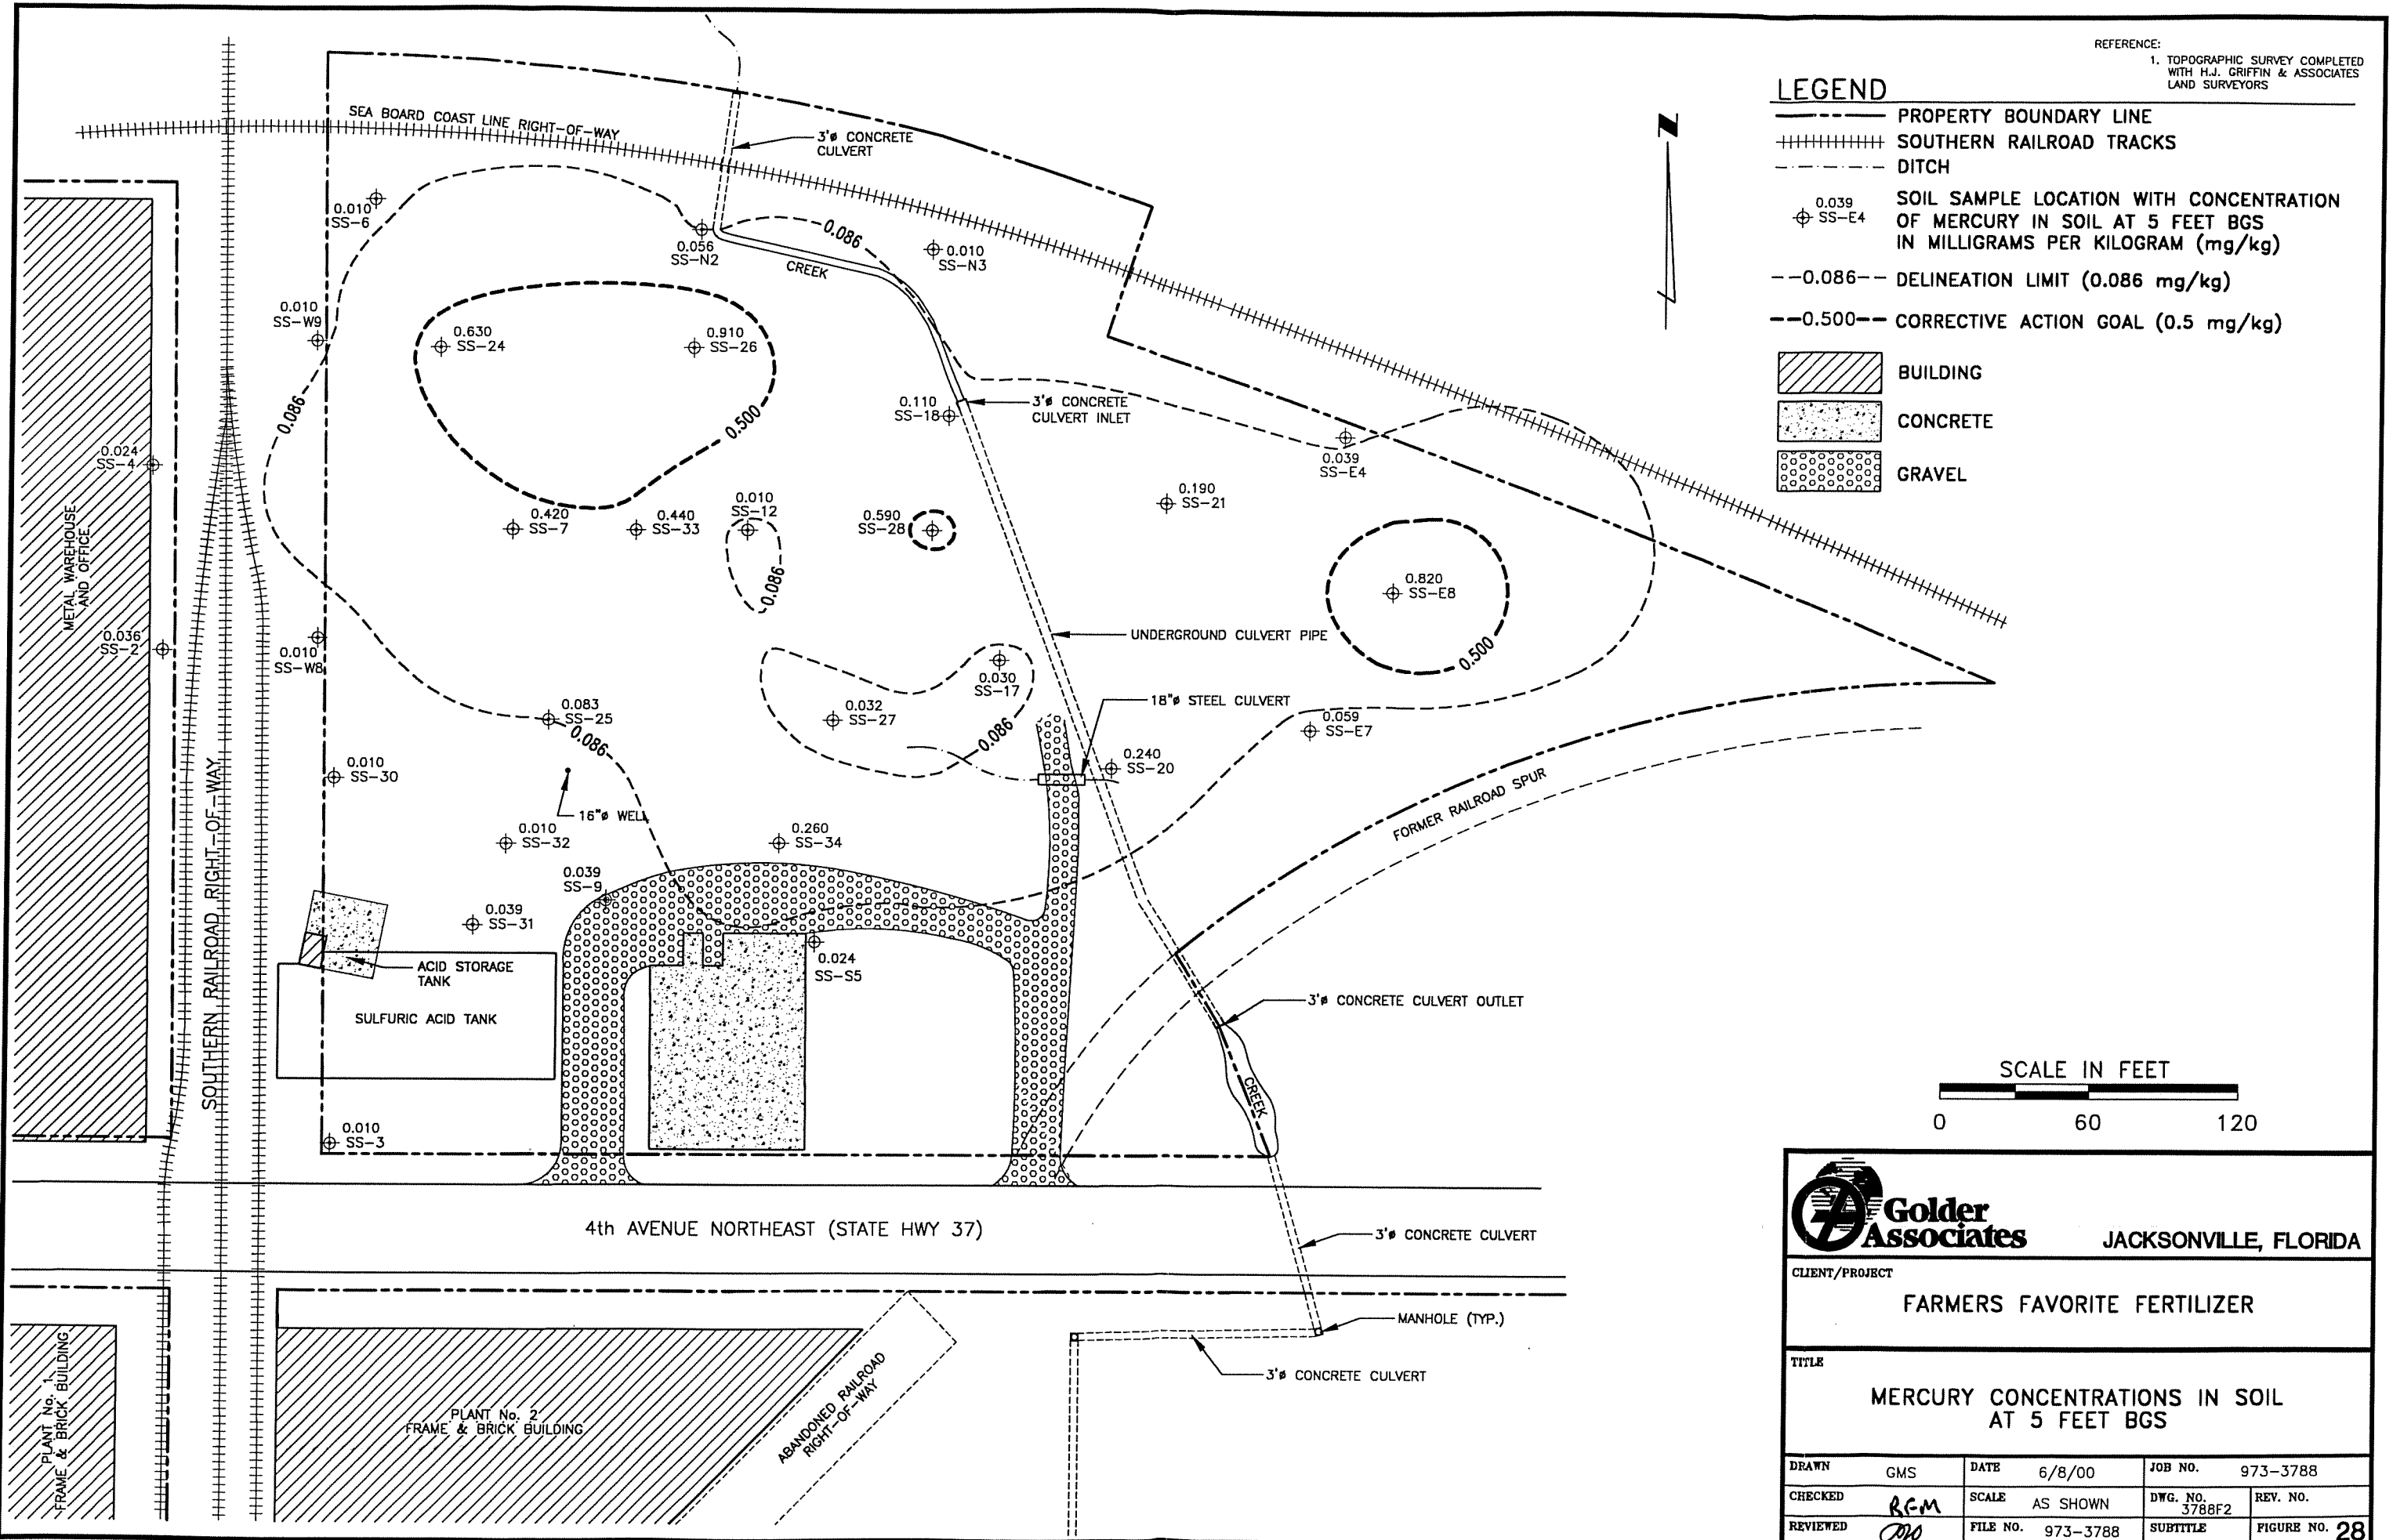 REFERENCE:
1. TOPOGRAPHIC SURVEY COMPLETED
WITH H.J. GRIFFIN & ASSOCIATES
LAND SURVEYORS
LEGEND
PROPERTY BOUNDARY LINE
SOUTHERN RAILROAD TRACKS
DITCH
0.039
SS-E4
SOIL SAMPLE LOCATION WITH CONCENTRATION
OF MERCURY IN SOIL AT 5 FEET BGS
IN MILLIGRAMS PER KILOGRAM (mg/kg)
--0.086-- DELINEATION LIMIT (0.086 mg/kg)
--0.500-- CORRECTIVE ACTION GOAL (0.5 mg/kg)
BUILDING
CONCRETE
GRAVEL
N
SEA BOARD COAST LINE RIGHT-OF-WAY
3'ø CONCRETE
CULVERT
0.010
SS-6
0.056
SS-N2
0.086
CREEK
0.010
SS-N3
0.010
SS-W9
0.630
SS-24
0.910
SS-26
0.086
0.500
0.110
SS-18
3'ø CONCRETE
CULVERT INLET
0.024
SS-4
0.039
SS-E4
0.420
SS-7
0.440
SS-33
0.010
SS-12
0.590
SS-28
0.190
SS-21
METAL WAREHOUSE
AND OFFICE
0.086
0.820
SS-E8
0.500
0.036
SS-2
0.010
SS-W8
UNDERGROUND CULVERT PIPE
0.030
SS-17
0.083
SS-25
0.032
SS-27
18"ø STEEL CULVERT
0.086
0.086
0.059
SS-E7
0.010
SS-30
0.240
SS-20
16"ø WELL
FORMER RAILROAD SPUR
0.010
SS-32
0.260
SS-34
0.039
SS-9
0.039
SS-31
SOUTHERN RAILROAD RIGHT-OF-WAY
ACID STORAGE
TANK
0.024
SS-S5
SULFURIC ACID TANK
3'ø CONCRETE CULVERT OUTLET
CREEK
0.010
SS-3
4th AVENUE NORTHEAST (STATE HWY 37)
3'ø CONCRETE CULVERT
MANHOLE (TYP.)
3'ø CONCRETE CULVERT
PLANT No. 1
FRAME & BRICK BUILDING
PLANT No. 2
FRAME & BRICK BUILDING
ABANDONED RAILROAD
RIGHT-OF-WAY
SCALE IN FEET
0 60 120
Golder
Associates
JACKSONVILLE, FLORIDA
CLIENT/PROJECT
FARMERS FAVORITE FERTILIZER
TITLE
MERCURY CONCENTRATIONS IN SOIL
AT 5 FEET BGS
DRAWN GMS DATE 6/8/00 JOB NO. 973-3788
CHECKED RFM SCALE AS SHOWN DWG. NO. 3788F2 REV. NO.
REVIEWED FILE NO. 973-3788 SUBTITLE FIGURE NO. 28